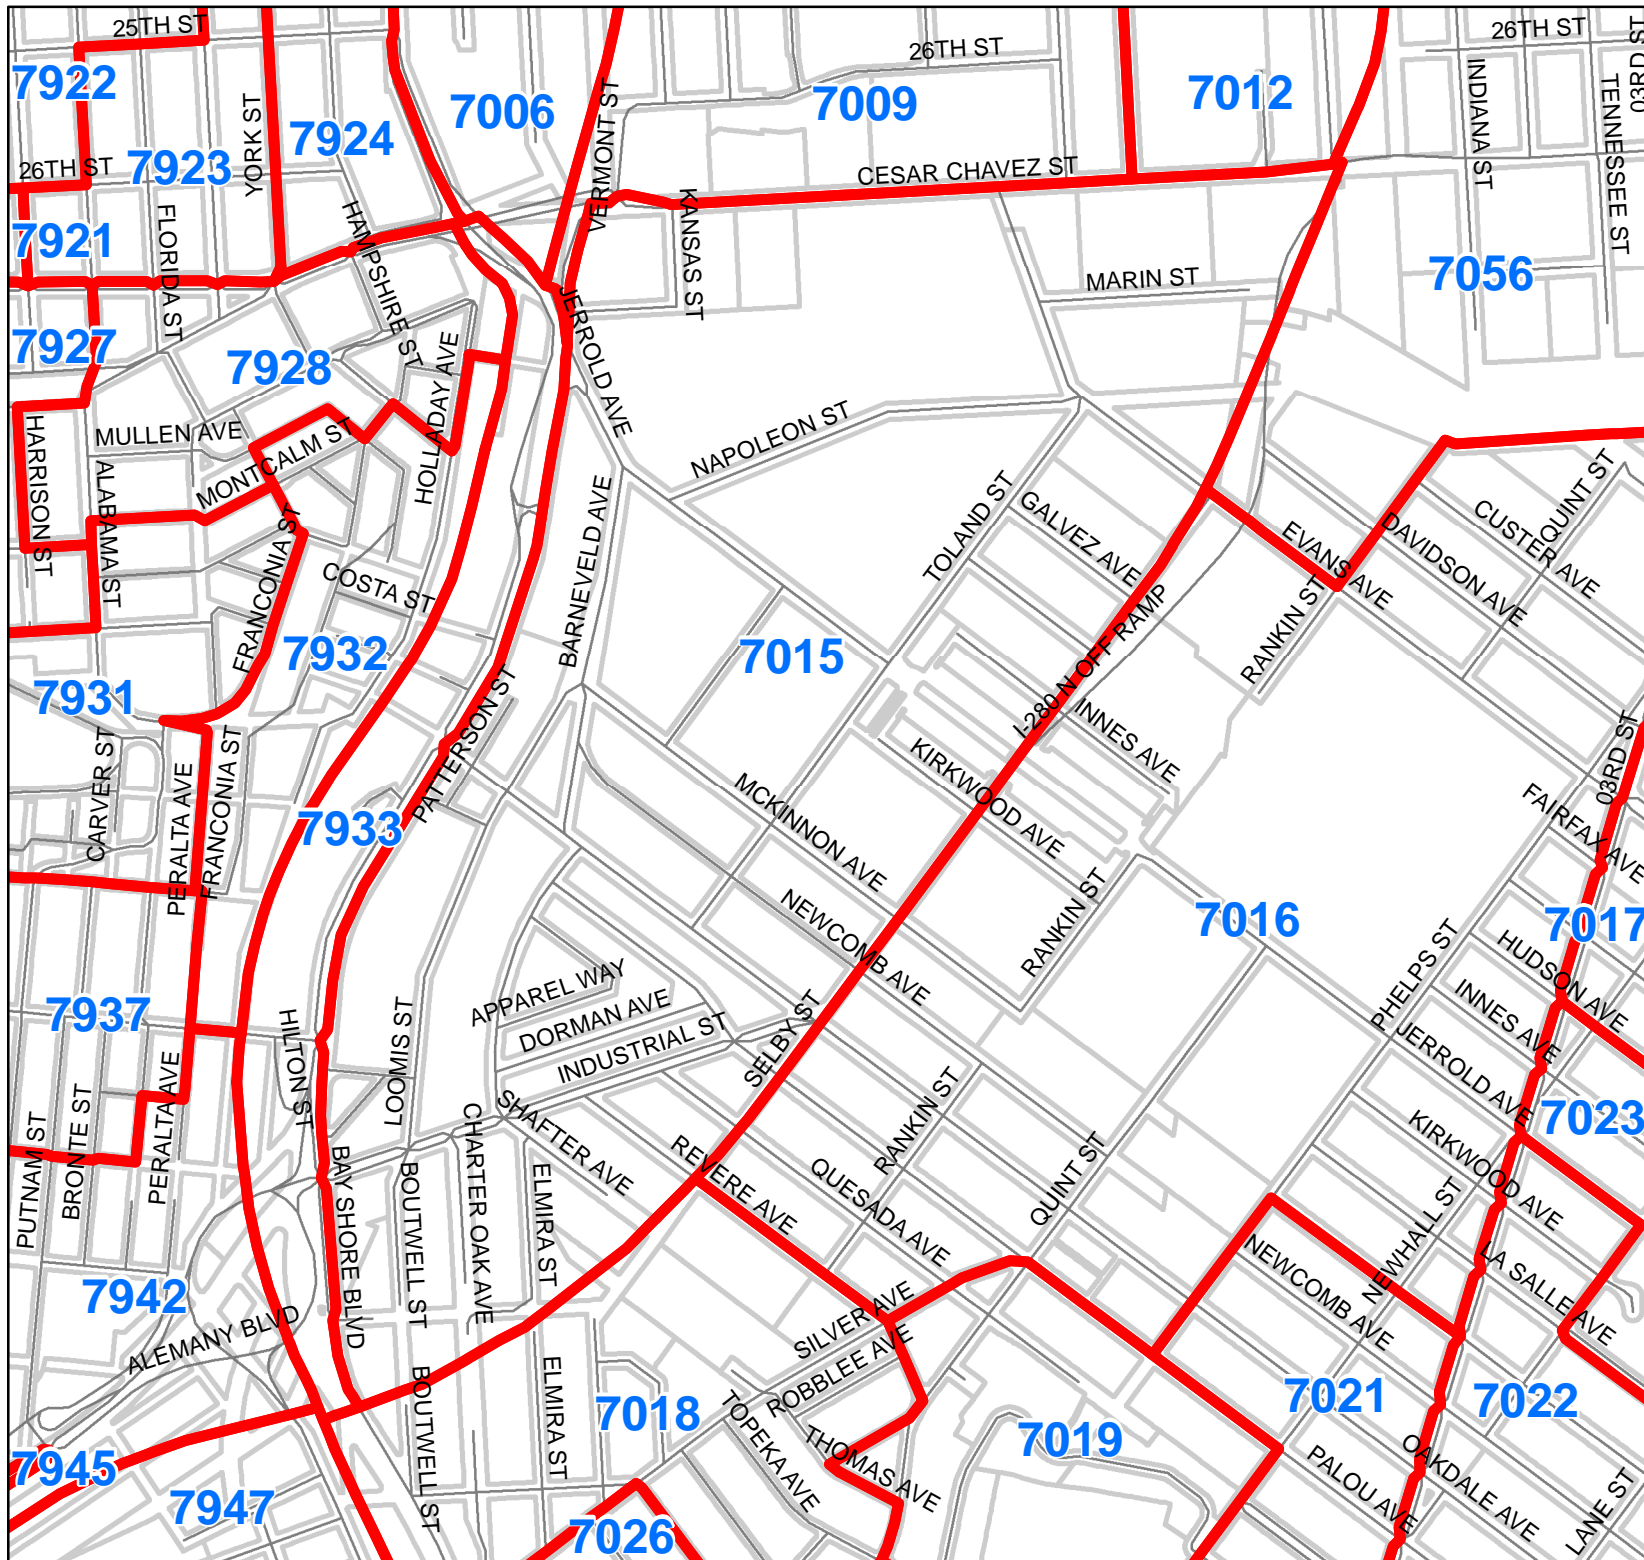 25TH ST
26TH ST
26TH ST
03RD ST
7922
7006
7009
7012
INDIANA ST
TENNESSEE ST
YORK ST
7924
VERMONT ST
26TH ST
7923
CESAR CHAVEZ ST
7921
FLORIDA ST
HAMPSHIRE ST
KANSAS ST
MARIN ST
7056
7927
7928
JERROLD AVE
HOLLADAY AVE
NAPOLEON ST
HARRISON ST
MULLEN AVE
MONTCALM ST
ALABAMA ST
BARNEVELD AVE
TOLAND ST
GALVEZ AVE
EVANS AVE
DAVIDSON AVE
CUSTER AVE
QUINT ST
FRANCONIA ST
COSTA ST
7932
7015
I-280 N OFF RAMP
RANKIN ST
7931
PATTERSON ST
INNES AVE
CARVER ST
PERALTA AVE
FRANCONIA ST
7933
KIRKWOOD AVE
MCKINNON AVE
03RD ST
FAIRFAX AVE
NEWCOMB AVE
RANKIN ST
7016
7017
PHELPS ST
HUDSON AVE
INNES AVE
7937
HILTON ST
LOOMIS ST
APPAREL WAY
DORMAN AVE
INDUSTRIAL ST
SELBY ST
JERROLD AVE
7023
KIRKWOOD AVE
PUTNAM ST
BRONTE ST
PERALTA AVE
BAY SHORE BLVD
BOUTWELL ST
CHARTER OAK AVE
SHAFTER AVE
ELMIRA ST
REVERE AVE
RANKIN ST
QUESADA AVE
QUINT ST
NEWHALL ST
NEWCOMB AVE
LA SALLE AVE
7942
ALEMANY BLVD
SILVER AVE
ROBBLEE AVE
BOUTWELL ST
ELMIRA ST
7018
TOPEKA AVE
THOMAS AVE
7019
7021
7022
PALOU AVE
OAKDALE AVE
LANE ST
7945
7947
7026